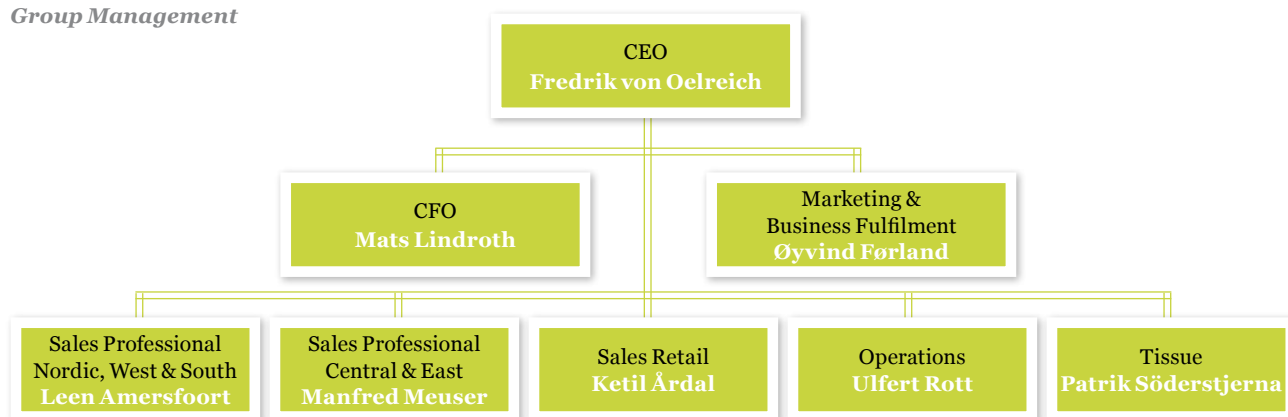 Group Management
CEO
Fredrik von Oelreich
CFO
Mats Lindroth
Marketing &
Business Fulfilment
Øyvind Førland
Sales Professional
Nordic, West & South
Leen Amersfoort
Sales Professional
Central & East
Manfred Meuser
Sales Retail
Ketil Årdal
Operations
Ulfert Rott
Tissue
Patrik Söderstjerna